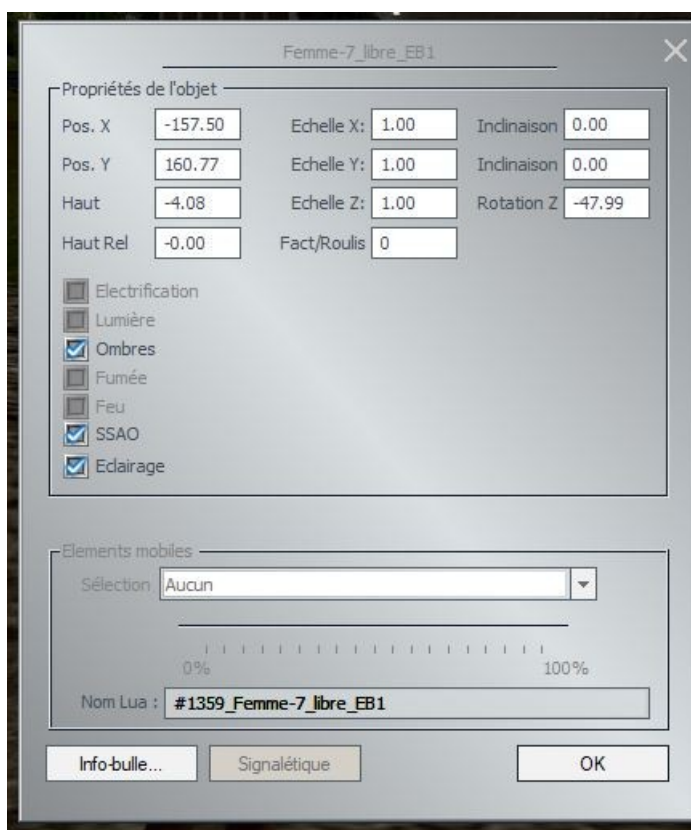 Femme-7_libre_EB1
Propriétés de l'objet
Pos. X -157.50 Echelle X: 1.00 Inclinaison 0.00
Pos. Y 160.77 Echelle Y: 1.00 Inclinaison 0.00
Haut -4.08 Echelle Z: 1.00 Rotation Z -47.99
Haut Rel -0.00 Fact/Roulis 0
Electrification
Lumière
Ombres
Fumée
Feu
SSAO
Eclairage
Elements mobiles
Sélection Aucun
0% 100%
Nom Lua : #1359_Femme-7_libre_EB1
Info-bulle... Signalétique OK